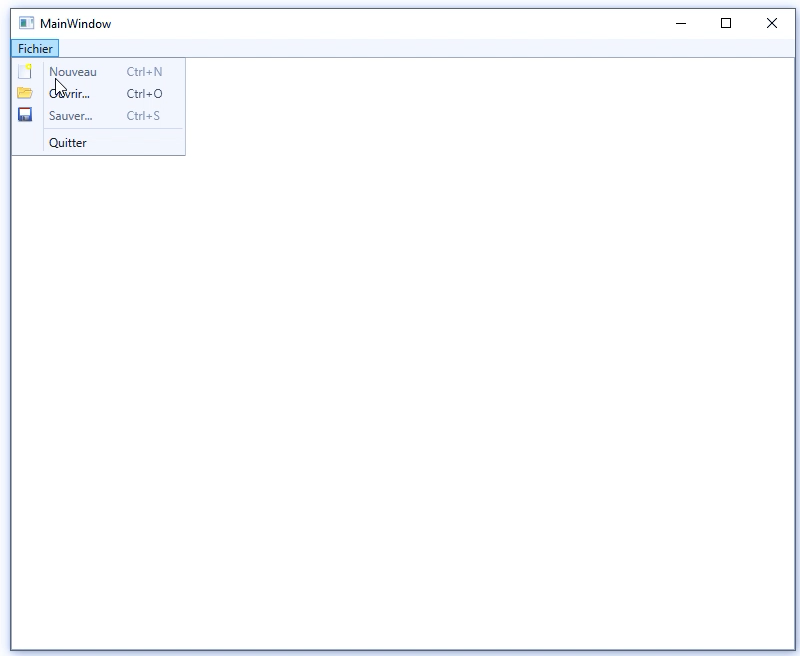 MainWindow
Fichier
Nouveau Ctrl+N
Ouvrir... Ctrl+O
Sauver... Ctrl+S
Quitter